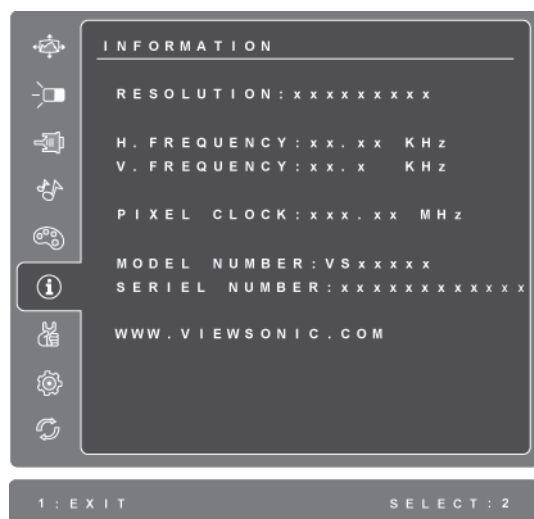 INFORMATION
RESOLUTION:xxxxxxxxx
H. FREQUENCY:xx.xx KHz
V. FREQUENCY:xx.x KHz
PIXEL CLOCK:xxx.xx MHz
MODEL NUMBER:VSxxxxx
SERIEL NUMBER:xxxxxxxxxxxx
WWW.VIEWSONIC.COM
1:EXIT SELECT:2